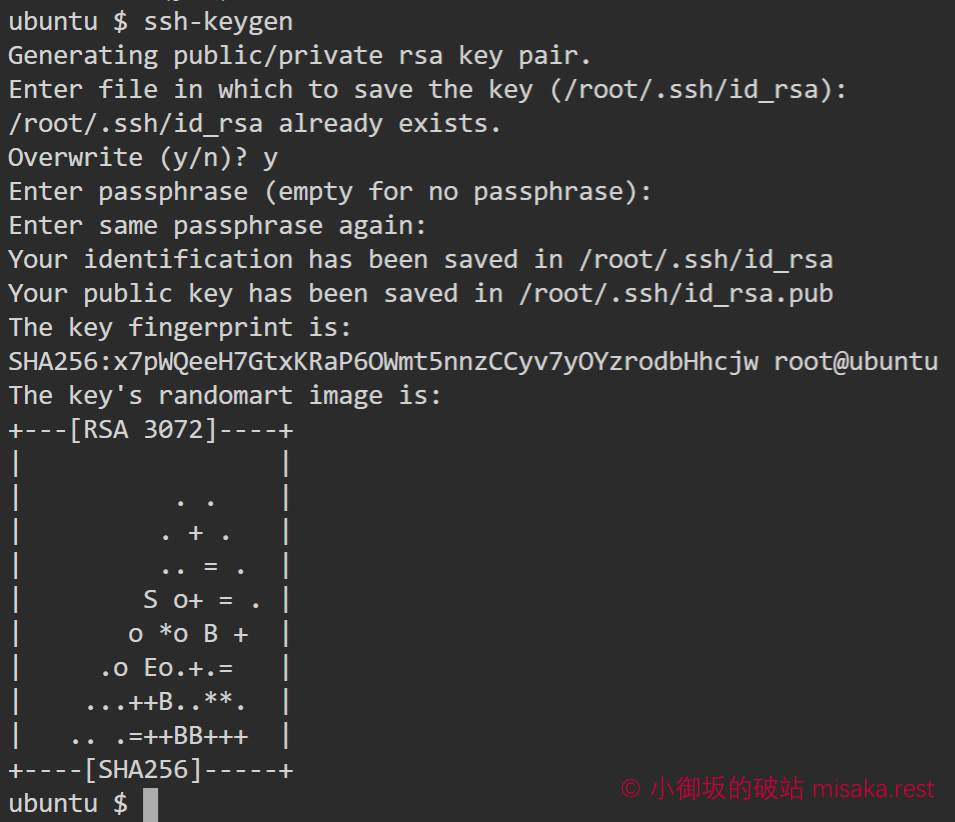 ubuntu $ ssh-keygen
Generating public/private rsa key pair.
Enter file in which to save the key (/root/.ssh/id_rsa):
/root/.ssh/id_rsa already exists.
Overwrite (y/n)? y
Enter passphrase (empty for no passphrase):
Enter same passphrase again:
Your identification has been saved in /root/.ssh/id_rsa
Your public key has been saved in /root/.ssh/id_rsa.pub
The key fingerprint is:
SHA256:x7pWQeeH7GtxKRaP6OWmt5nnzCCyv7yOYzrodbHhcjw root@ubuntu
The key's randomart image is:
+---[RSA 3072]----+
|                 |
|          . .    |
|         . + .   |
|         .. = .  |
|        S o+ = . |
|       o *o B +  |
|     .o Eo.+.=   |
|    ...++B..**.  |
|   .. .=++BB+++  |
+----[SHA256]-----+
ubuntu $
© 小御坂的破站 misaka.rest